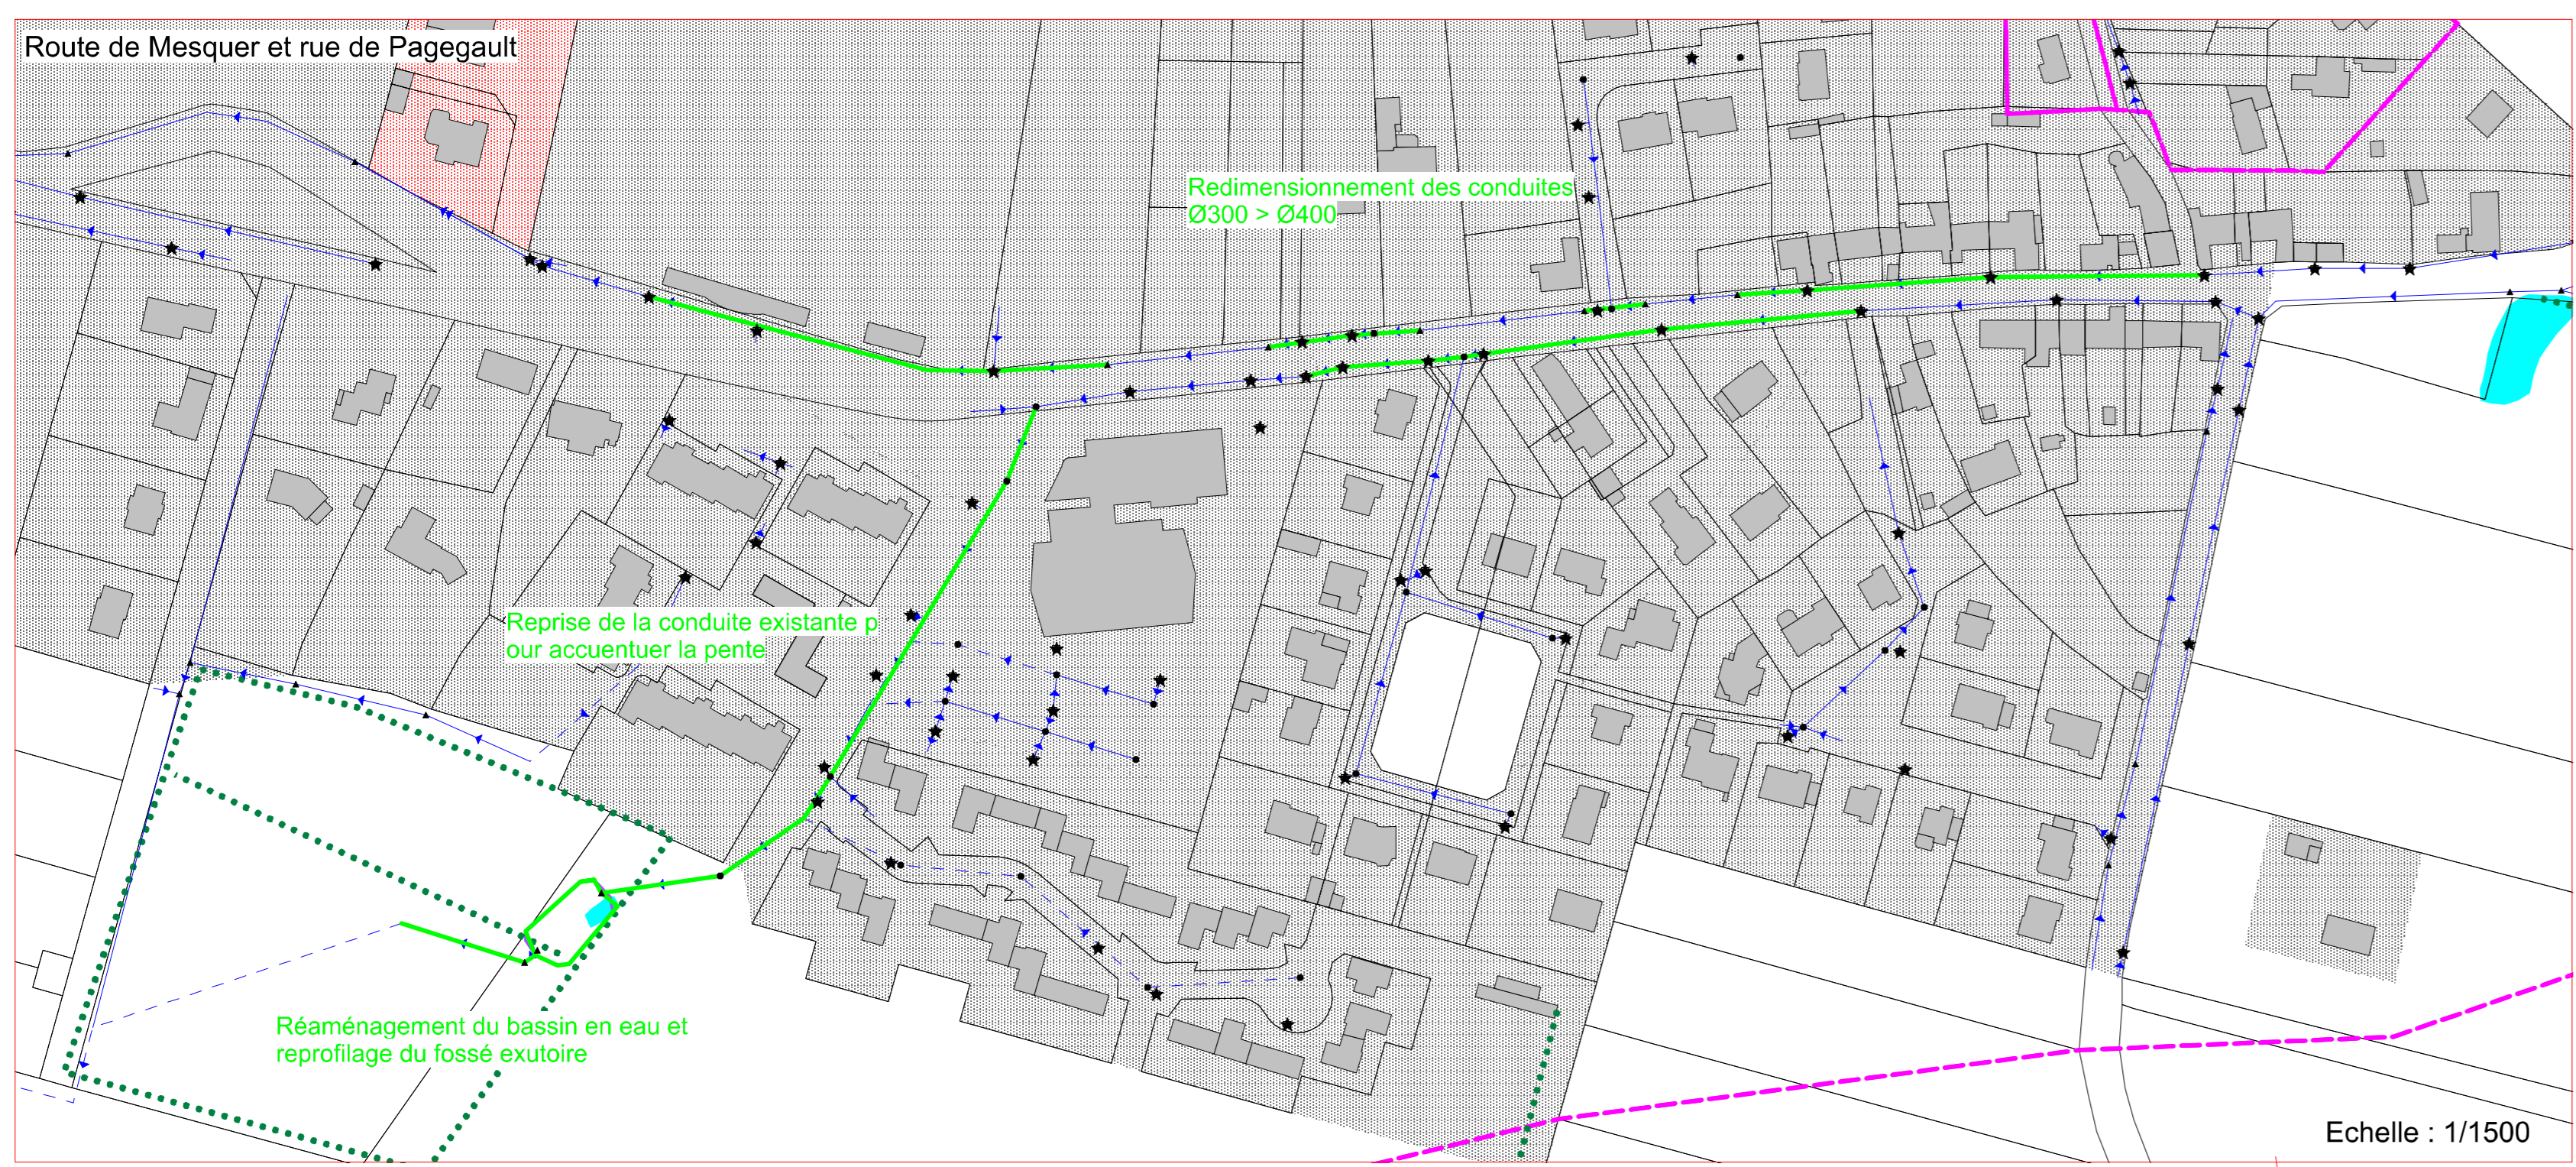 Route de Mesquer et rue de Pagegault
Redimensionnement des conduites
Ø300 > Ø400
Reprise de la conduite existante p
our accuentuer la pente
Réaménagement du bassin en eau et
reprofilage du fossé exutoire
Echelle : 1/1500